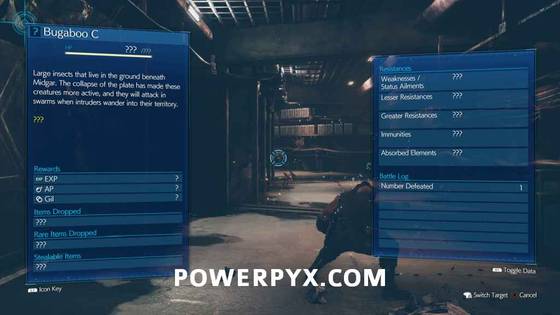 ? Bugaboo C
HP
??? /???
Large insects that live in the ground beneath
Midgar. The collapse of the plate has made these
creatures more active, and they will attack in
swarms when intruders wander into their territory.
???
Rewards
EXP EXP ?
AP ?
Gil ?
Items Dropped
???
Rare Items Dropped
???
Stealable Items
???
Icon Key
Resistances
Weaknesses / ???
Status Ailments
Lesser Resistances ???
Greater Resistances ???
Immunities ???
Absorbed Elements ???
Battle Log
Number Defeated 1
Toggle Data
Switch Target Cancel
POWERPYX.COM